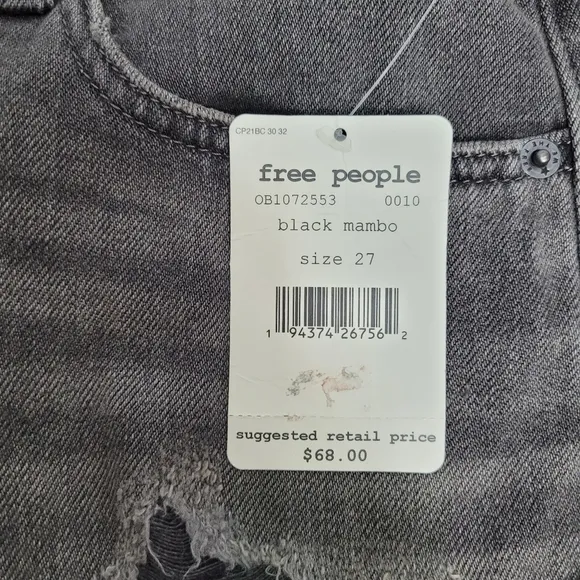 CP21BC 30 32
free people
OB1072553 0010
black mambo
size 27
1 94374 26756 2
suggested retail price
$68.00